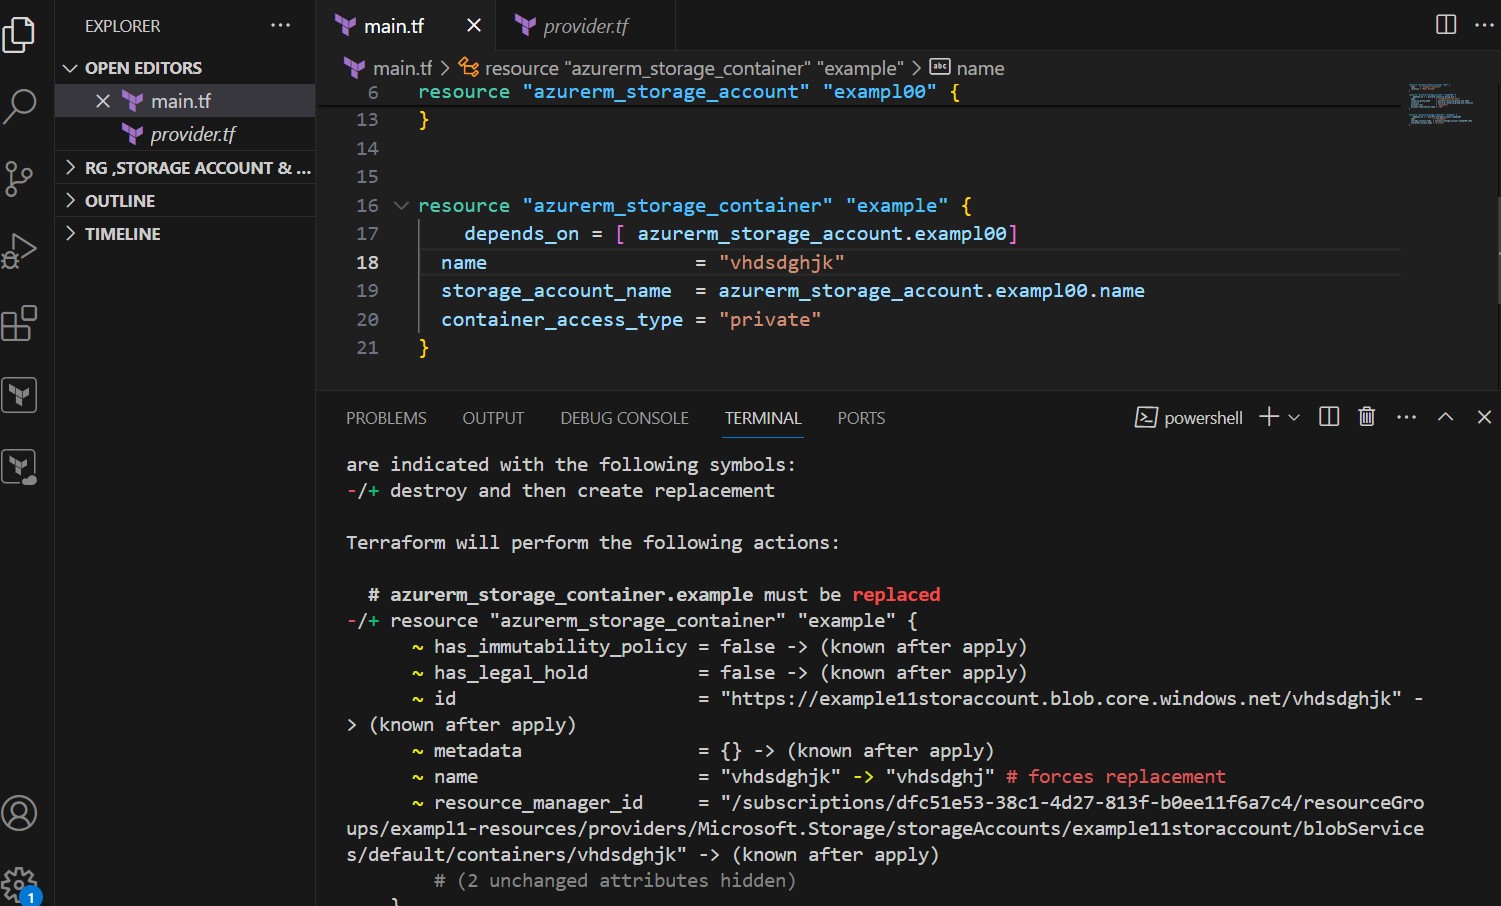 EXPLORER
OPEN EDITORS
main.tf
provider.tf
RG ,STORAGE ACCOUNT & ...
OUTLINE
TIMELINE
1
main.tf
provider.tf
main.tf > resource "azurerm_storage_container" "example" > abc name
6 resource "azurerm_storage_account" "exampl00" {
13 }
14
15
16 resource "azurerm_storage_container" "example" {
17 depends_on = [ azurerm_storage_account.exampl00]
18 name = "vhdsdghjk"
19 storage_account_name = azurerm_storage_account.exampl00.name
20 container_access_type = "private"
21 }
PROBLEMS OUTPUT DEBUG CONSOLE TERMINAL PORTS
powershell
are indicated with the following symbols:
-/+ destroy and then create replacement
Terraform will perform the following actions:
# azurerm_storage_container.example must be replaced
-/+ resource "azurerm_storage_container" "example" {
~ has_immutability_policy = false -> (known after apply)
~ has_legal_hold = false -> (known after apply)
~ id = "https://example11storaccount.blob.core.windows.net/vhdsdghjk" -
> (known after apply)
~ metadata = {} -> (known after apply)
~ name = "vhdsdghjk" -> "vhdsdghj" # forces replacement
~ resource_manager_id = "/subscriptions/dfc51e53-38c1-4d27-813f-b0ee11f6a7c4/resourceGro
ups/exampl1-resources/providers/Microsoft.Storage/storageAccounts/example11storaccount/blobService
s/default/containers/vhdsdghjk" -> (known after apply)
# (2 unchanged attributes hidden)
}